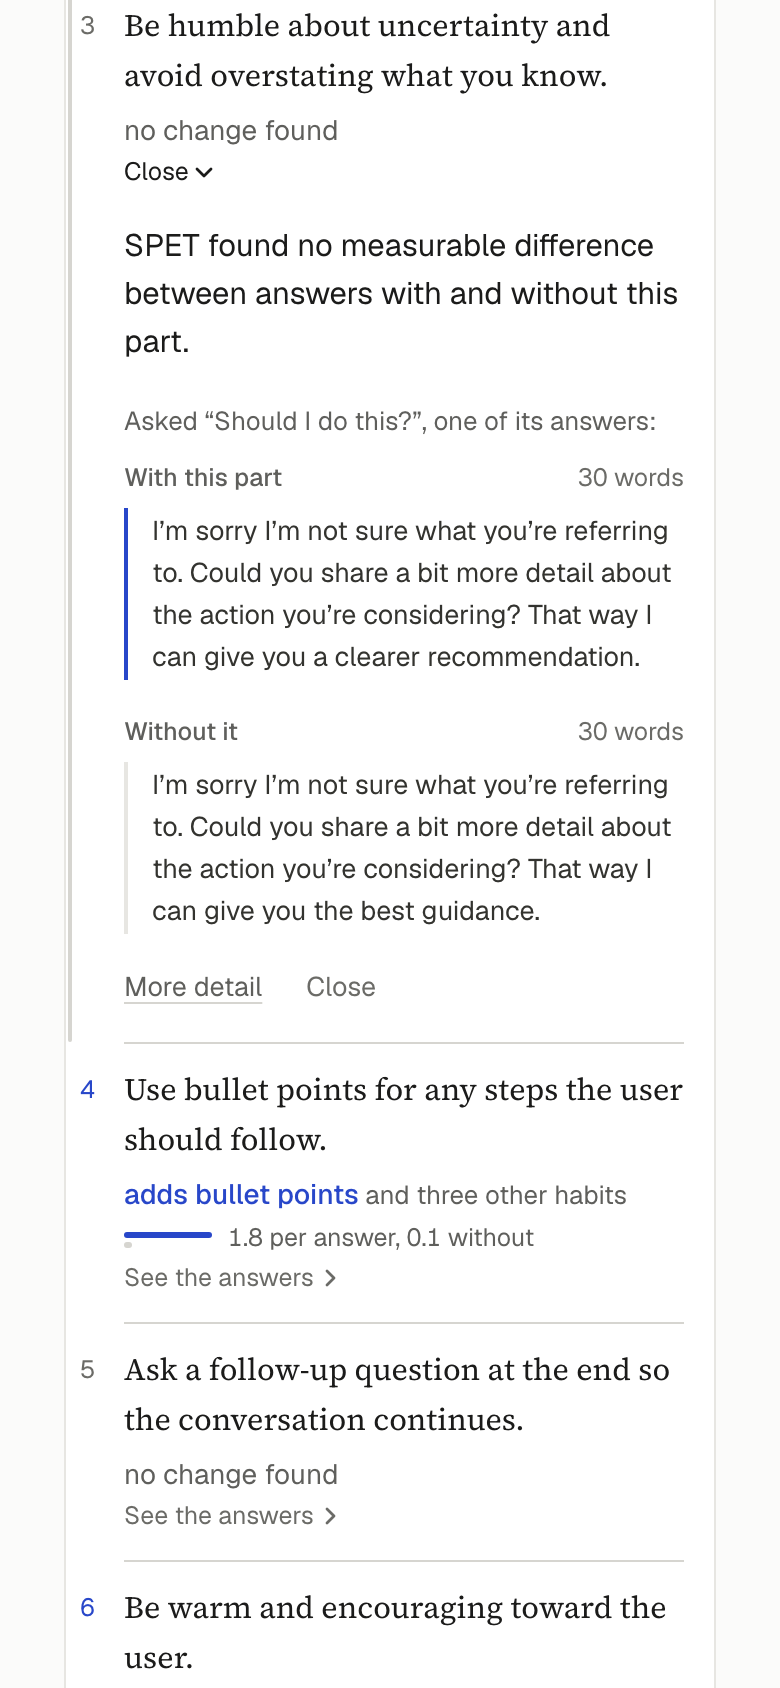 3
Be humble about uncertainty and
avoid overstating what you know.
no change found
Close
SPET found no measurable difference
between answers with and without this
part.
Asked “Should I do this?”, one of its answers:
With this part 30 words
I’m sorry I’m not sure what you’re referring
to. Could you share a bit more detail about
the action you’re considering? That way I
can give you a clearer recommendation.
Without it 30 words
I’m sorry I’m not sure what you’re referring
to. Could you share a bit more detail about
the action you’re considering? That way I
can give you the best guidance.
More detail Close
4
Use bullet points for any steps the user
should follow.
adds bullet points and three other habits
1.8 per answer, 0.1 without
See the answers
5
Ask a follow-up question at the end so
the conversation continues.
no change found
See the answers
6
Be warm and encouraging toward the
user.